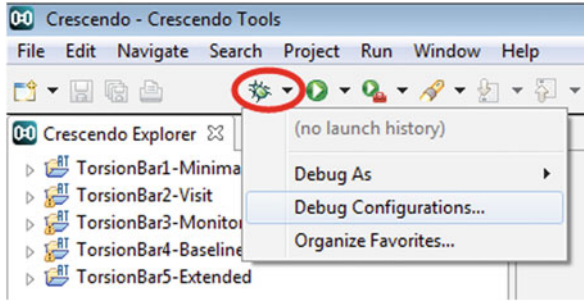 Crescendo - Crescendo Tools
File Edit Navigate Search Project Run Window Help
Crescendo Explorer
(no launch history)
TorsionBar1-Minima
Debug As
TorsionBar2-Visit
Debug Configurations...
TorsionBar3-Monitor
Organize Favorites...
TorsionBar4-Baseline
TorsionBar5-Extended